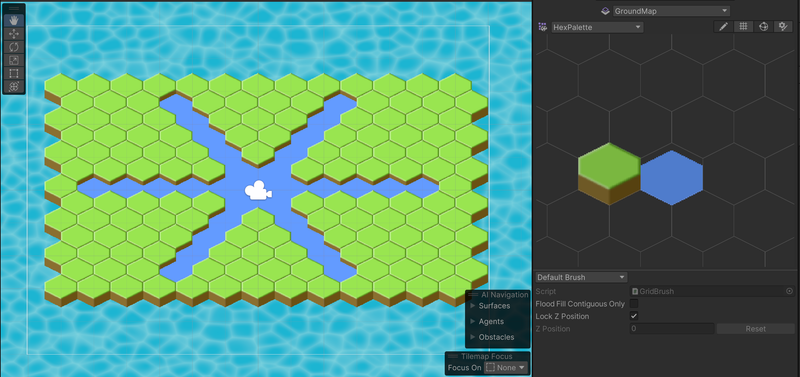 GroundMap
HexPalette
AI Navigation
Surfaces
Agents
Obstacles
Tilemap Focus
Focus On None
Default Brush
Script GridBrush
Flood Fill Contiguous Only
Lock Z Position
Z Position 0 Reset